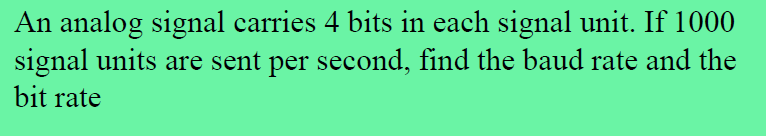 An analog signal carries 4 bits in each signal unit. If 1000
signal units are sent per second, find the baud rate and the
bit rate